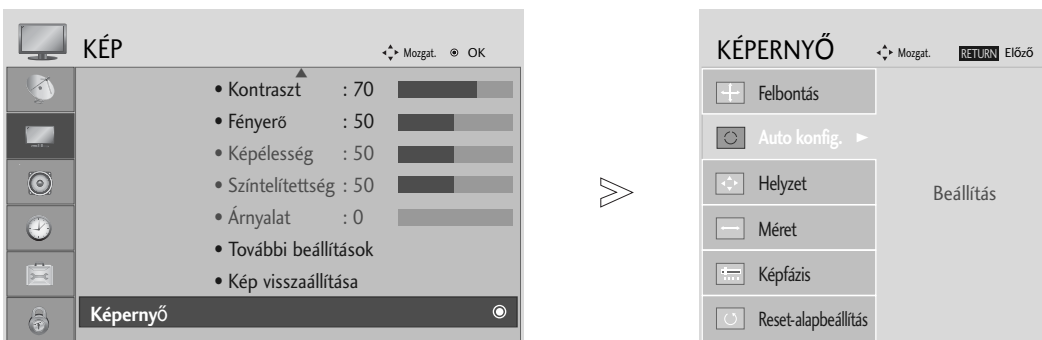 KÉP
Mozgat. OK
• Kontraszt : 70
• Fényerő : 50
• Képélesség : 50
• Színtelítettség : 50
• Árnyalat : 0
• További beállítások
• Kép visszaállítása
Képernyő
KÉPERNYŐ
Mozgat. RETURN Előző
Felbontás
Auto konfig.
Helyzet
Méret
Képfázis
Reset-alapbeállítás
Beállítás